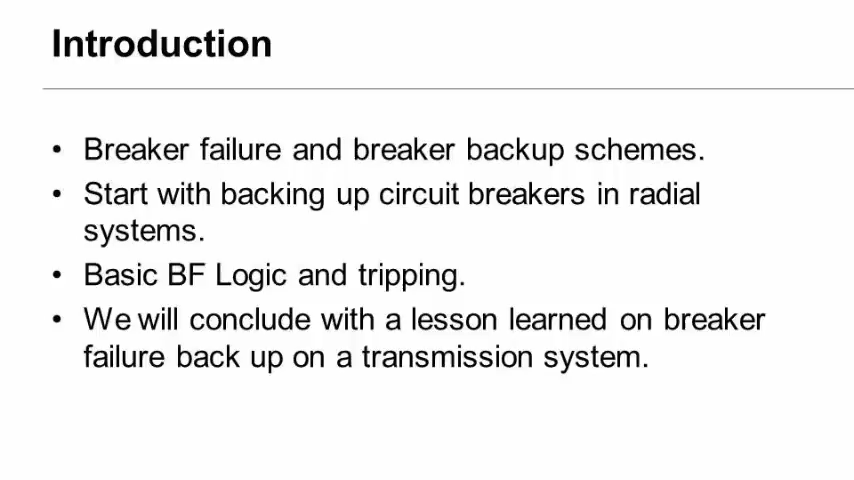 Introduction
• Breaker failure and breaker backup schemes.
• Start with backing up circuit breakers in radial
systems.
• Basic BF Logic and tripping.
• We will conclude with a lesson learned on breaker
failure back up on a transmission system.